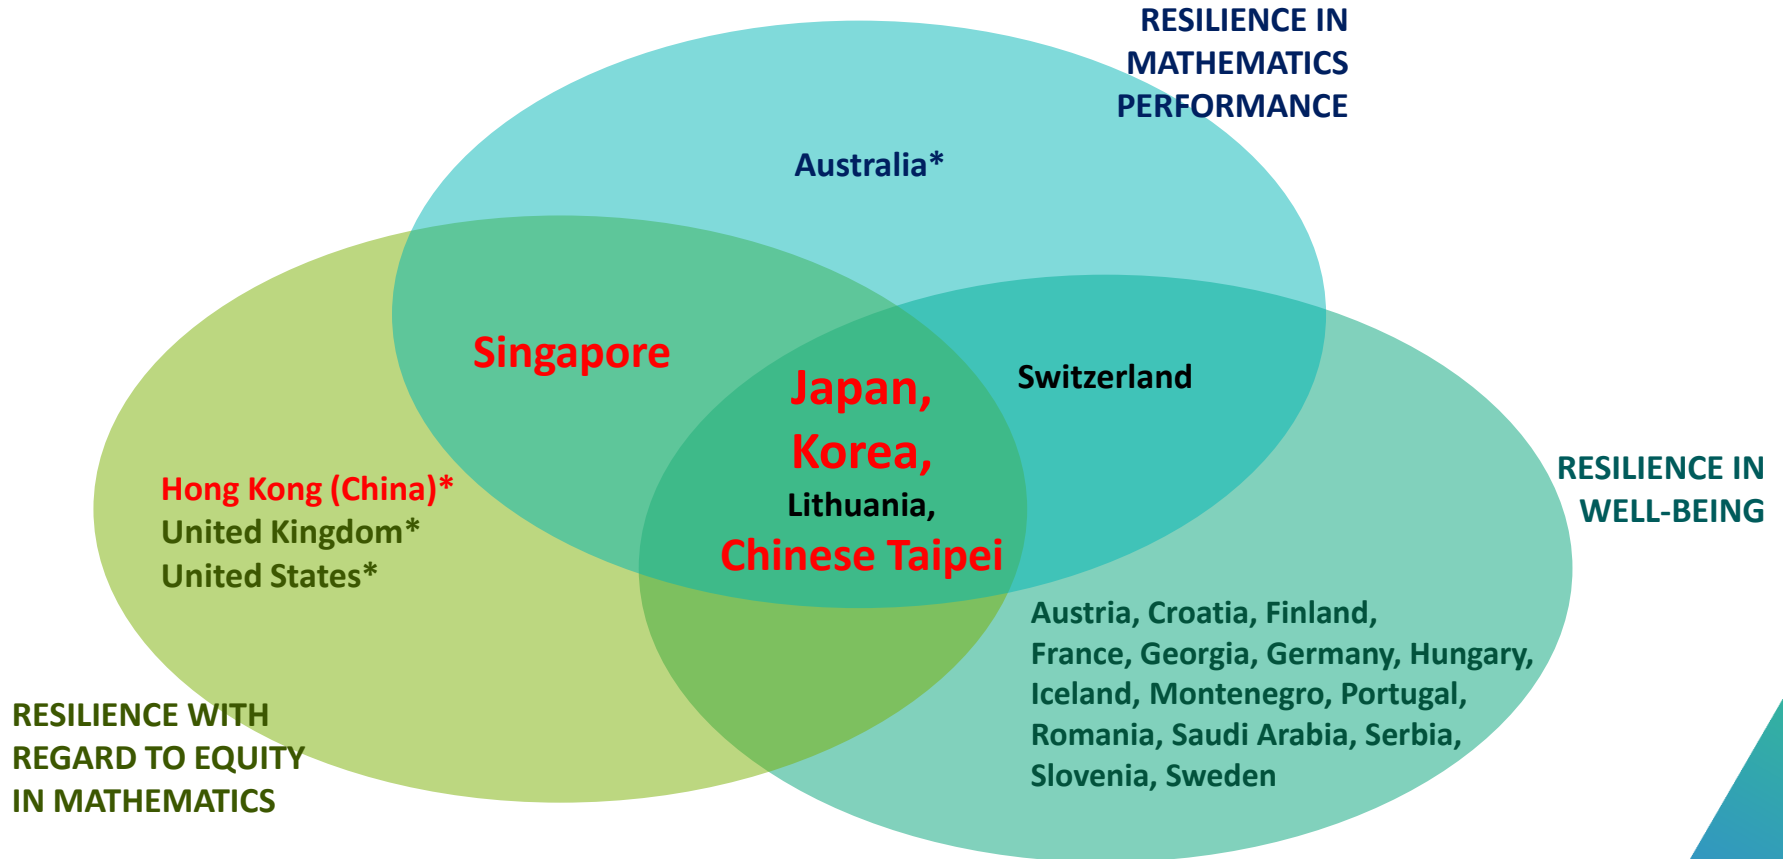 RESILIENCE IN
MATHEMATICS
PERFORMANCE
Australia*
Singapore
Japan,
Korea,
Lithuania,
Chinese Taipei
Switzerland
Hong Kong (China)*
United Kingdom*
United States*
RESILIENCE IN
WELL-BEING
Austria, Croatia, Finland,
France, Georgia, Germany, Hungary,
Iceland, Montenegro, Portugal,
Romania, Saudi Arabia, Serbia,
Slovenia, Sweden
RESILIENCE WITH
REGARD TO EQUITY
IN MATHEMATICS